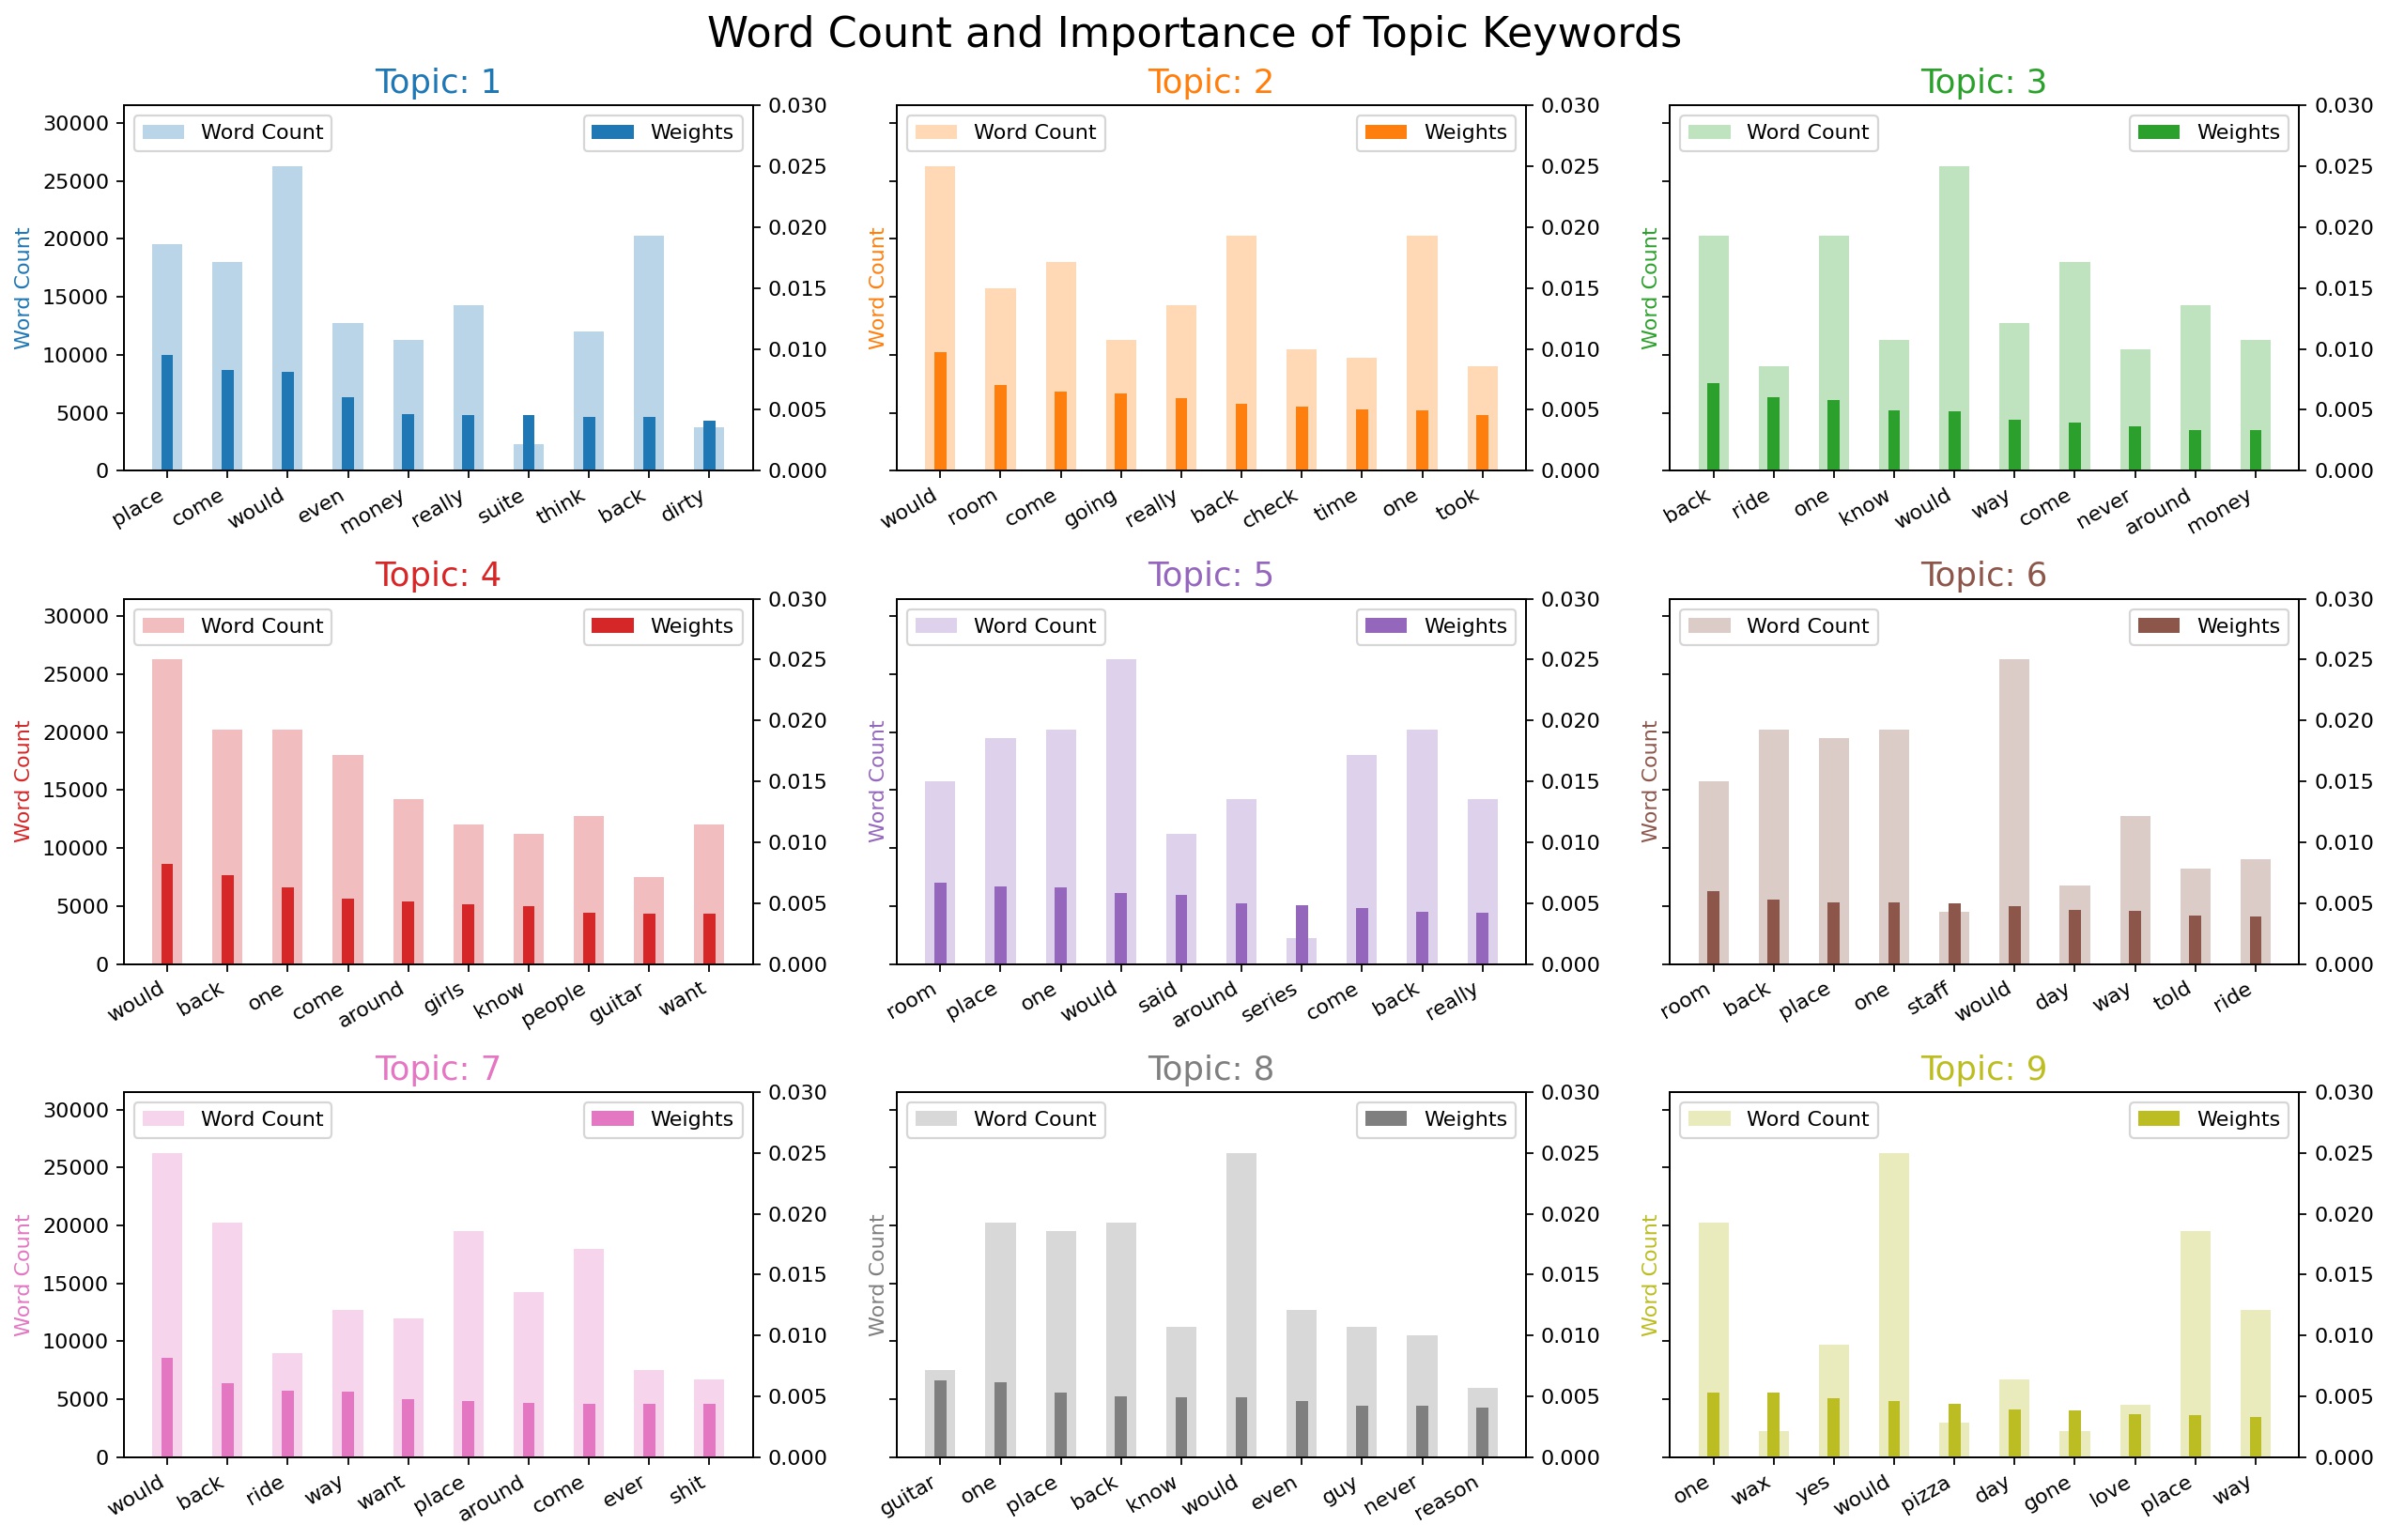 Word Count and Importance of Topic Keywords
Topic: 1
Word Count
Weights
Word Count
30000
25000
20000
15000
10000
5000
0
0.030
0.025
0.020
0.015
0.010
0.005
0.000
place come would even money really suite think back dirty
Topic: 2
Word Count
Weights
Word Count
0.030
0.025
0.020
0.015
0.010
0.005
0.000
would room come going really back check time one took
Topic: 3
Word Count
Weights
Word Count
0.030
0.025
0.020
0.015
0.010
0.005
0.000
back ride one know would way come never around money
Topic: 4
Word Count
Weights
Word Count
30000
25000
20000
15000
10000
5000
0
0.030
0.025
0.020
0.015
0.010
0.005
0.000
would back one come around girls know people guitar want
Topic: 5
Word Count
Weights
Word Count
0.030
0.025
0.020
0.015
0.010
0.005
0.000
room place one would said around series come back really
Topic: 6
Word Count
Weights
Word Count
0.030
0.025
0.020
0.015
0.010
0.005
0.000
room back place one staff would day way told ride
Topic: 7
Word Count
Weights
Word Count
30000
25000
20000
15000
10000
5000
0
0.030
0.025
0.020
0.015
0.010
0.005
0.000
would back ride way want place around come ever shit
Topic: 8
Word Count
Weights
Word Count
0.030
0.025
0.020
0.015
0.010
0.005
0.000
guitar one place back know would even guy never reason
Topic: 9
Word Count
Weights
Word Count
0.030
0.025
0.020
0.015
0.010
0.005
0.000
one wax yes would pizza day gone love place way